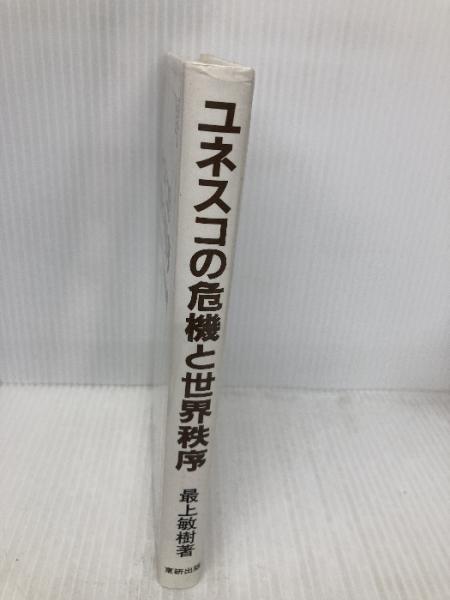 ユネスコの危機と世界秩序
最上敏樹著
東研出版